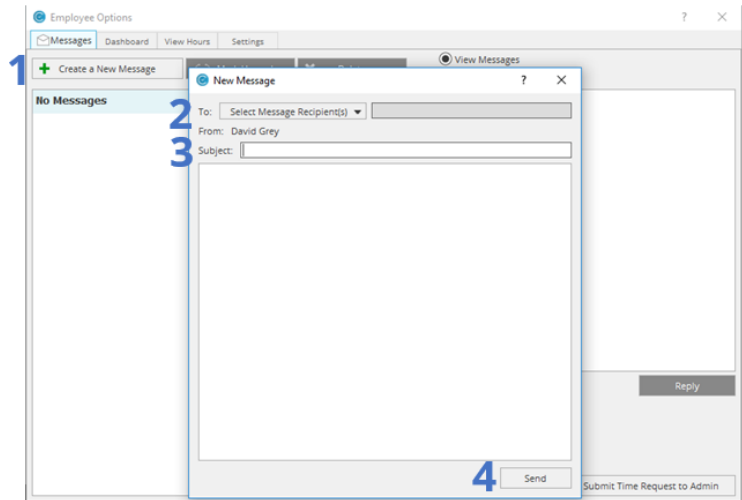 Employee Options
Messages Dashboard View Hours Settings
1 Create a New Message
View Messages
No Messages
New Message
2 To: Select Message Recipient(s)
From: David Grey
3 Subject:
Reply
4 Send
Submit Time Request to Admin